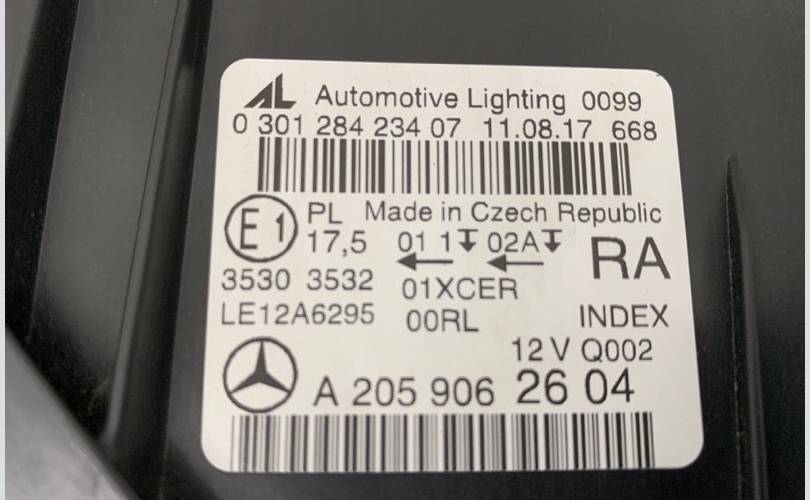 AL Automotive Lighting 0099
0 301 284 234 07 11.08.17 668
E1 PL Made in Czech Republic
17,5 01 1 02A RA
3530 3532 01XCER
LE12A6295 00RL INDEX
12 V Q002
A 205 906 26 04